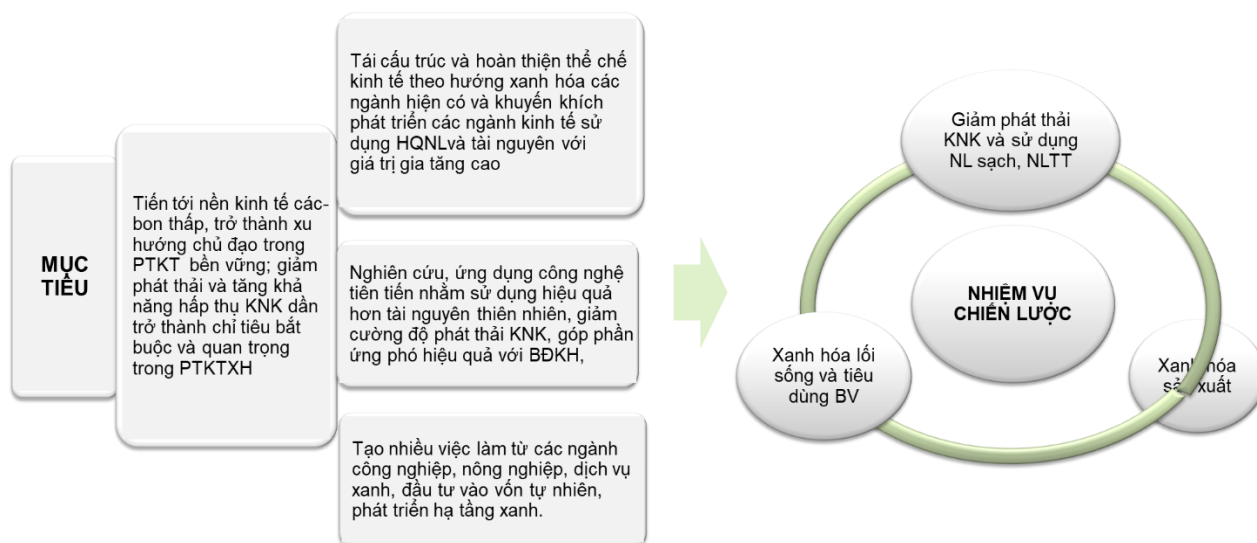 MỤC
TIÊU
Tiến tới nền kinh tế các-
bon thấp, trở thành xu
hướng chủ đạo trong
PTKT bền vững; giảm
phát thải và tăng khả
năng hấp thụ KNK dần
trở thành chỉ tiêu bắt
buộc và quan trọng
trong PTKTXH
Tái cấu trúc và hoàn thiện thể chế
kinh tế theo hướng xanh hóa các
ngành hiện có và khuyến khích
phát triển các ngành kinh tế sử
dụng HQNLvà tài nguyên với
giá trị gia tăng cao
Nghiên cứu, ứng dụng công nghệ
tiên tiến nhằm sử dụng hiệu quả
hơn tài nguyên thiên nhiên, giảm
cường độ phát thải KNK, góp phần
ứng phó hiệu quả với BĐKH,
Tạo nhiều việc làm từ các ngành
công nghiệp, nông nghiệp, dịch vụ
xanh, đầu tư vào vốn tự nhiên,
phát triển hạ tầng xanh.
Giảm phát thải
KNK và sử dụng
NL sạch, NLTT
NHIỆM VỤ
CHIẾN LƯỢC
Xanh hóa lối
sống và tiêu
dùng BV
Xanh hóa
sản xuất